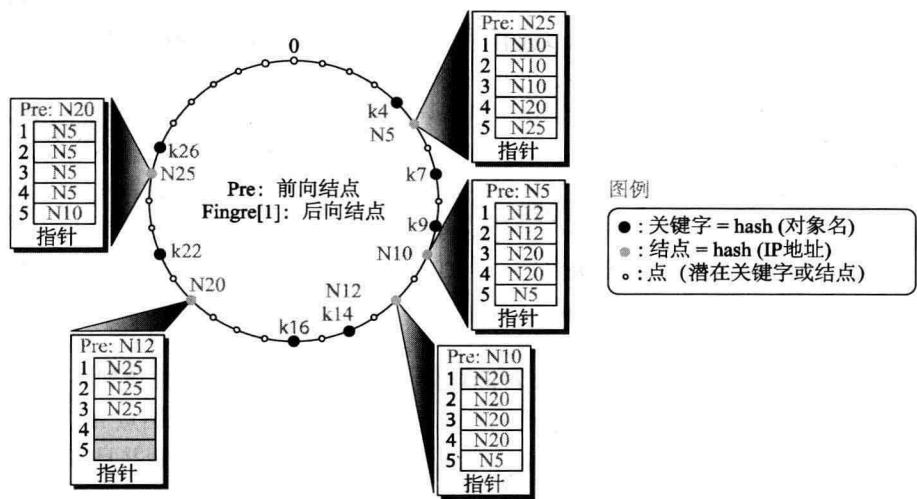 0
Pre: N25
1 N10
2 N10
3 N10
4 N20
5 N25
指针
k4
N5
Pre: N20
1 N5
2 N5
3 N5
4 N5
5 N10
指针
k26
N25
k7
Pre: 前向结点
Fingre[1]: 后向结点
Pre: N5
1 N12
2 N12
3 N20
4 N20
5 N5
指针
k9
N10
k22
N20
N12
k14
k16
图例
: 关键字 = hash (对象名)
: 结点 = hash (IP地址)
: 点 (潜在关键字或结点)
Pre: N12
1 N25
2 N25
3 N25
4
5
指针
Pre: N10
1 N20
2 N20
3 N20
4 N20
5 N5
指针